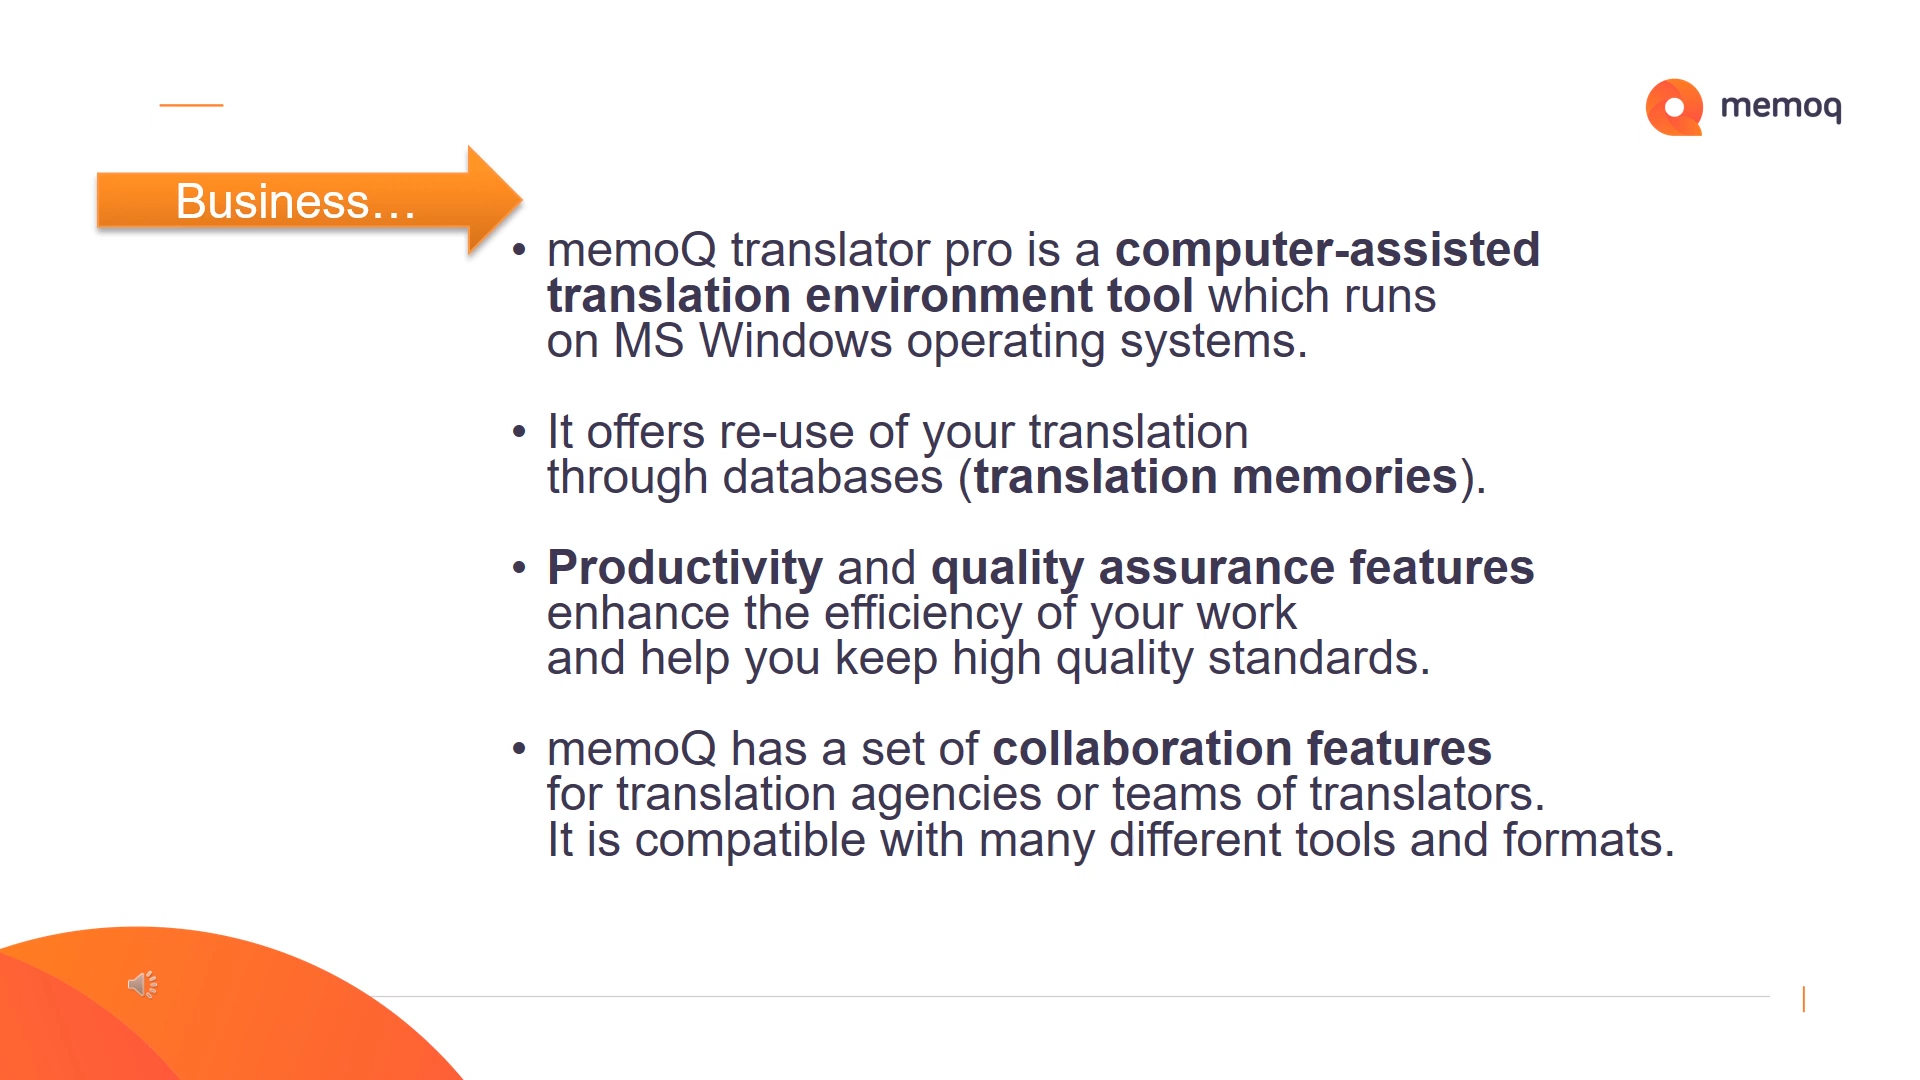 memoq
Business…
• memoQ translator pro is a computer-assisted
translation environment tool which runs
on MS Windows operating systems.
• It offers re-use of your translation
through databases (translation memories).
• Productivity and quality assurance features
enhance the efficiency of your work
and help you keep high quality standards.
• memoQ has a set of collaboration features
for translation agencies or teams of translators.
It is compatible with many different tools and formats.